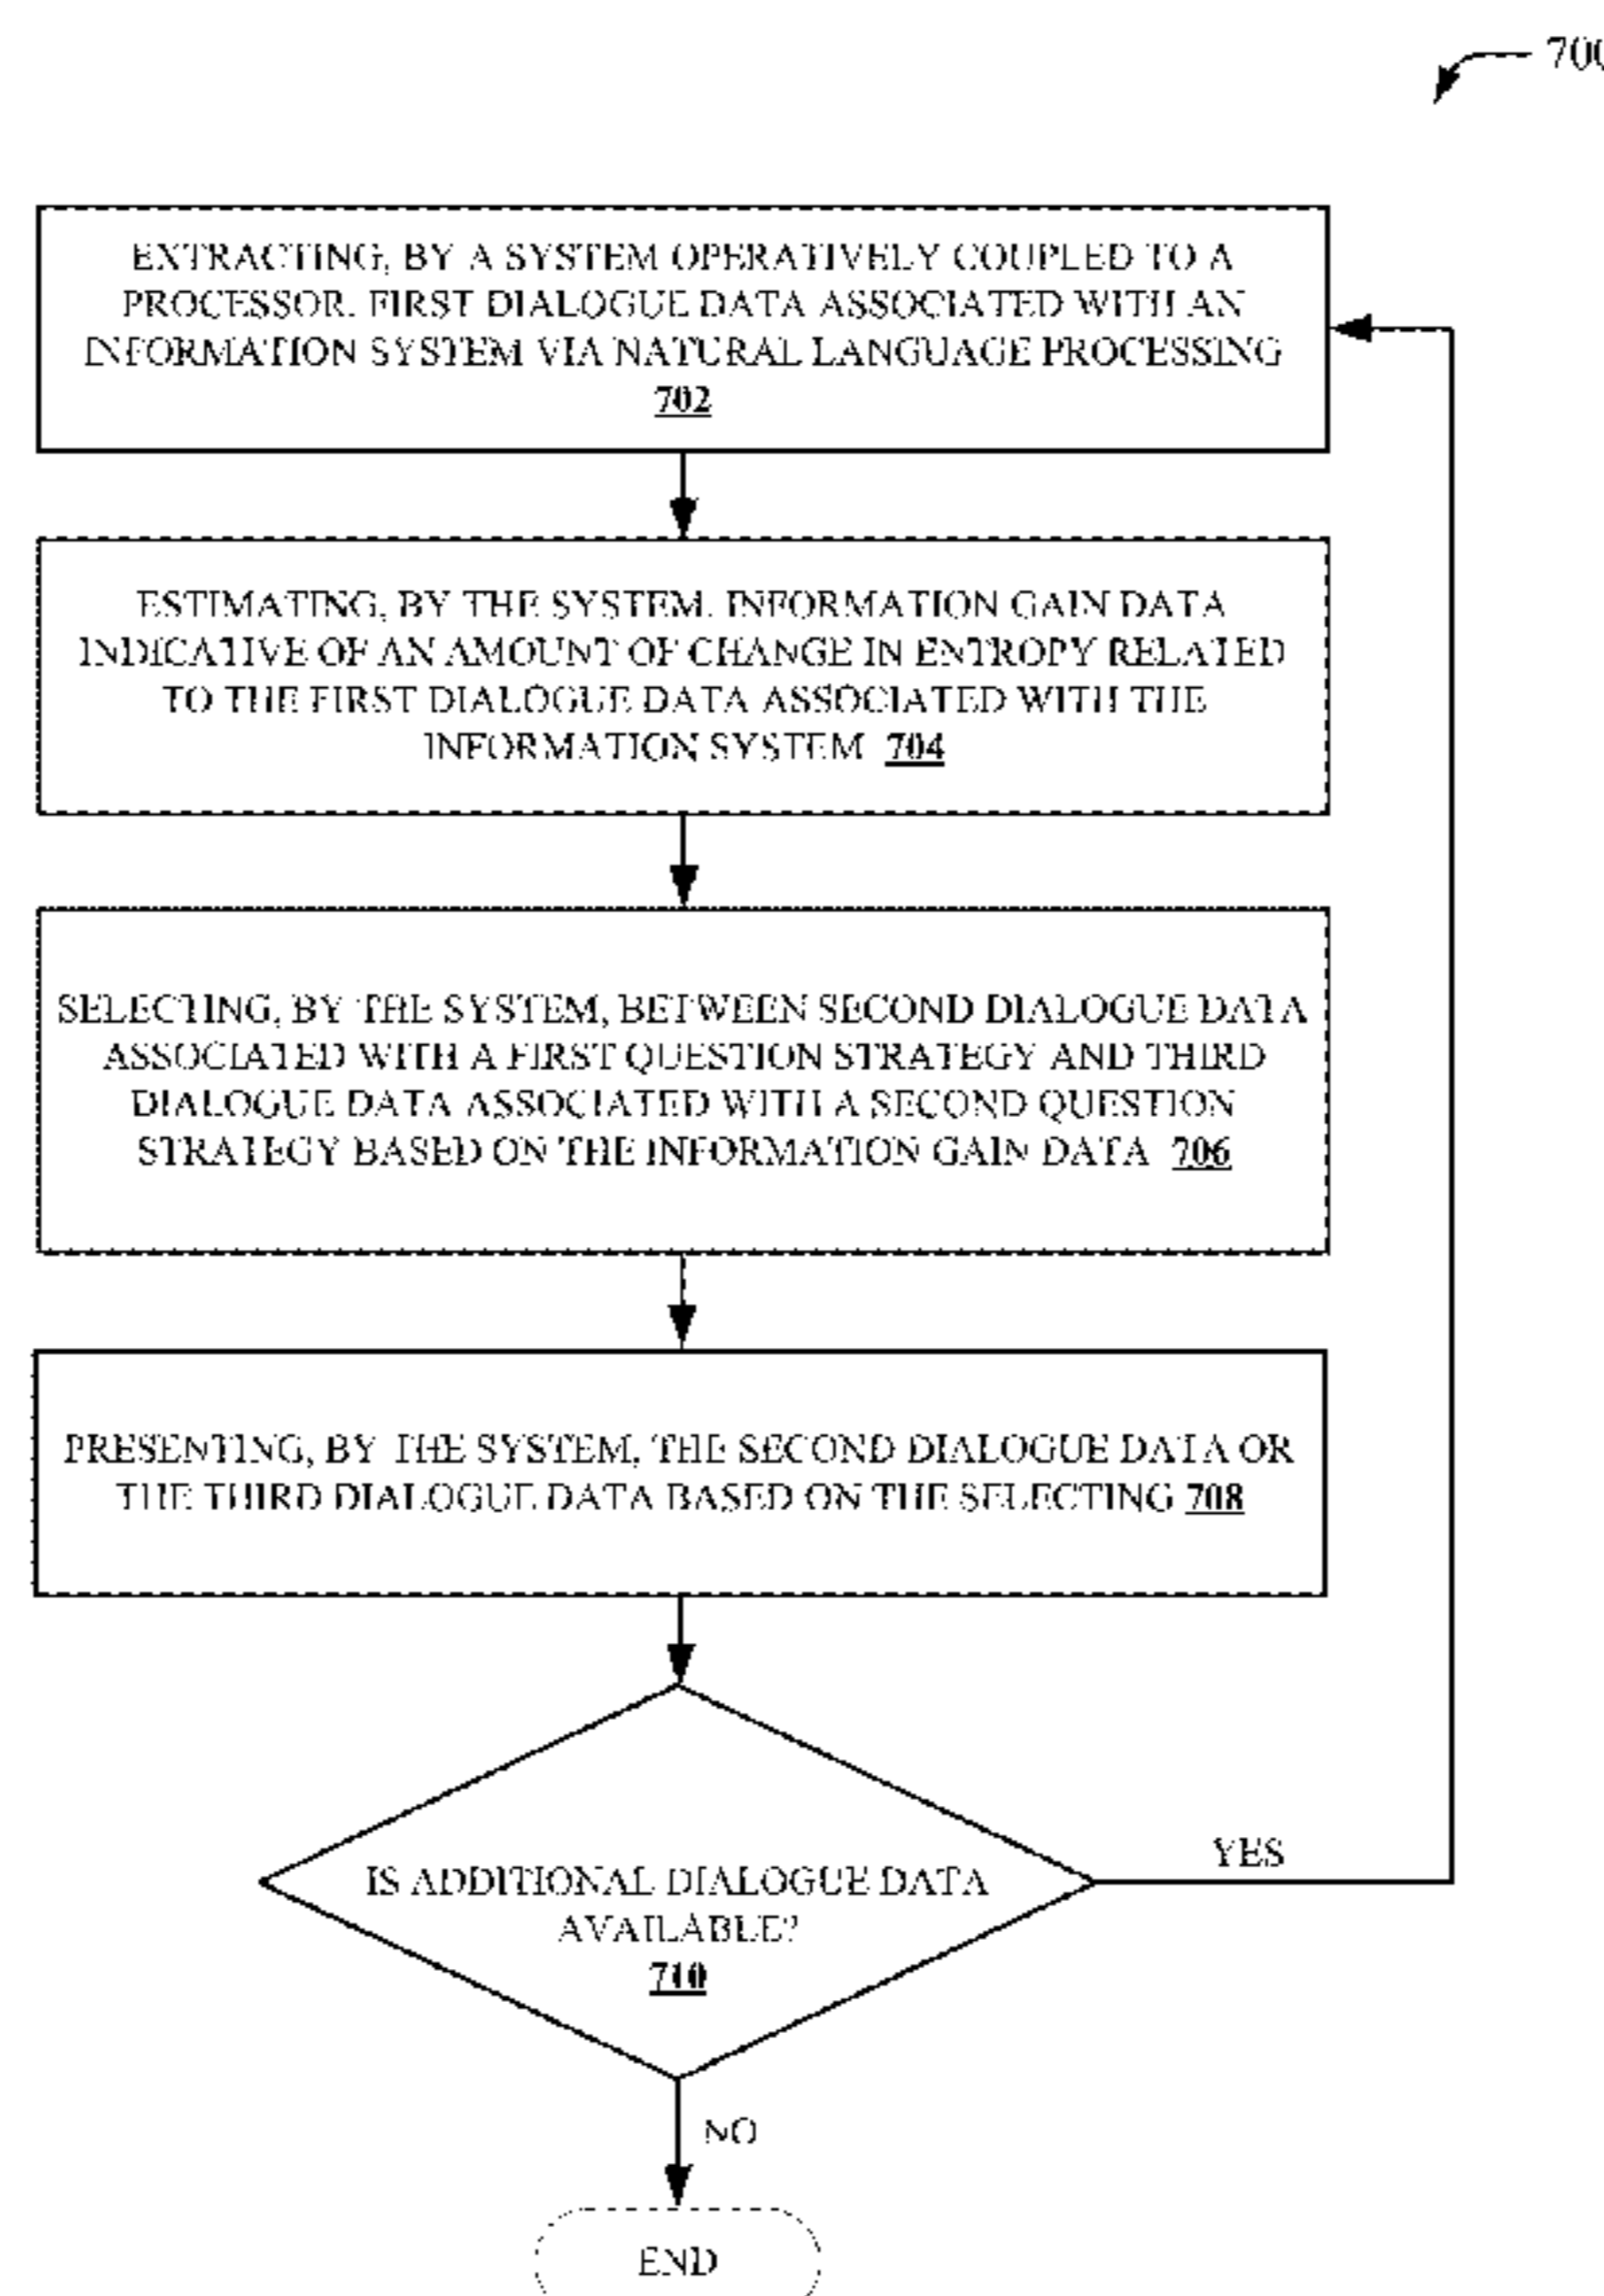 700
EXTRACTING, BY A SYSTEM OPERATIVELY COUPLED TO A
PROCESSOR, FIRST DIALOGUE DATA ASSOCIATED WITH AN
INFORMATION SYSTEM VIA NATURAL LANGUAGE PROCESSING
702
ESTIMATING, BY THE SYSTEM, INFORMATION GAIN DATA
INDICATIVE OF AN AMOUNT OF CHANGE IN ENTROPY RELATED
TO THE FIRST DIALOGUE DATA ASSOCIATED WITH THE
INFORMATION SYSTEM 704
SELECTING, BY THE SYSTEM, BETWEEN SECOND DIALOGUE DATA
ASSOCIATED WITH A FIRST QUESTION STRATEGY AND THIRD
DIALOGUE DATA ASSOCIATED WITH A SECOND QUESTION
STRATEGY BASED ON THE INFORMATION GAIN DATA 706
PRESENTING, BY THE SYSTEM, THE SECOND DIALOGUE DATA OR
THE THIRD DIALOGUE DATA BASED ON THE SELECTING 708
IS ADDITIONAL DIALOGUE DATA
AVAILABLE?
710
YES
NO
END